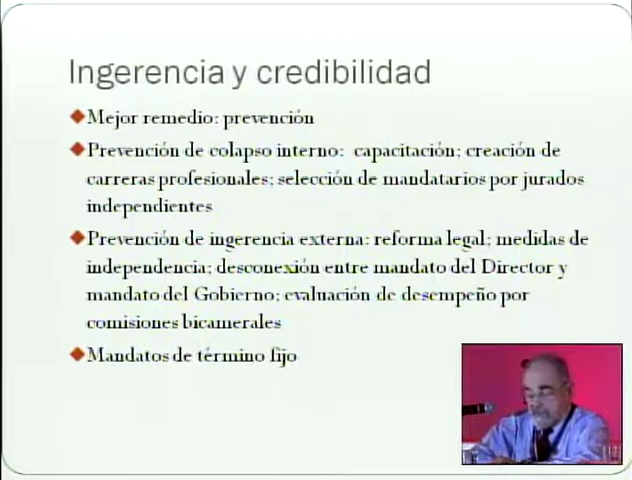 Ingerencia y credibilidad
Mejor remedio: prevención
Prevención de colapso interno: capacitación; creación de
carreras profesionales; selección de mandatarios por jurados
independientes
Prevención de ingerencia externa: reforma legal; medidas de
independencia; desconexión entre mandato del Director y
mandato del Gobierno; evaluación de desempeño por
comisiones bicamerales
Mandatos de término fijo